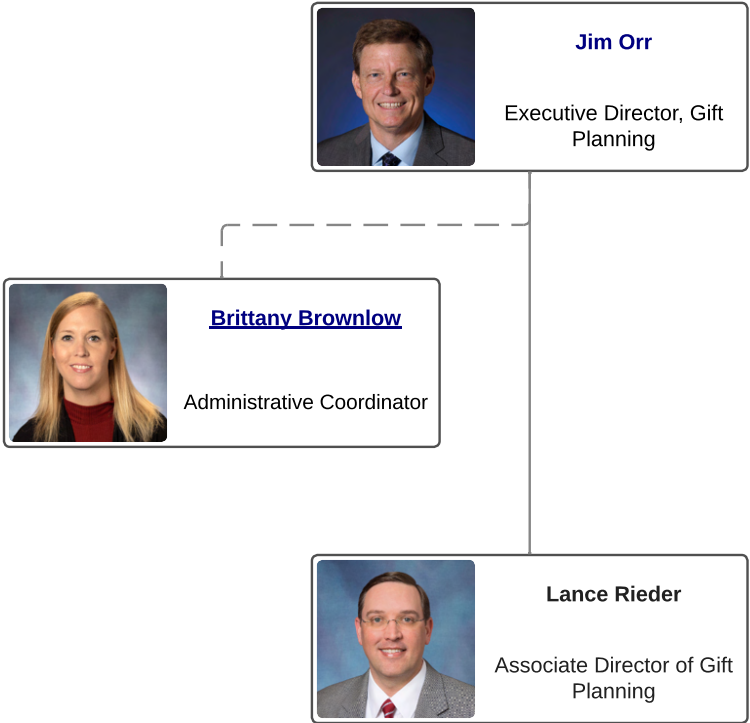 Jim Orr
Executive Director, Gift
Planning
Brittany Brownlow
Administrative Coordinator
Lance Rieder
Associate Director of Gift
Planning